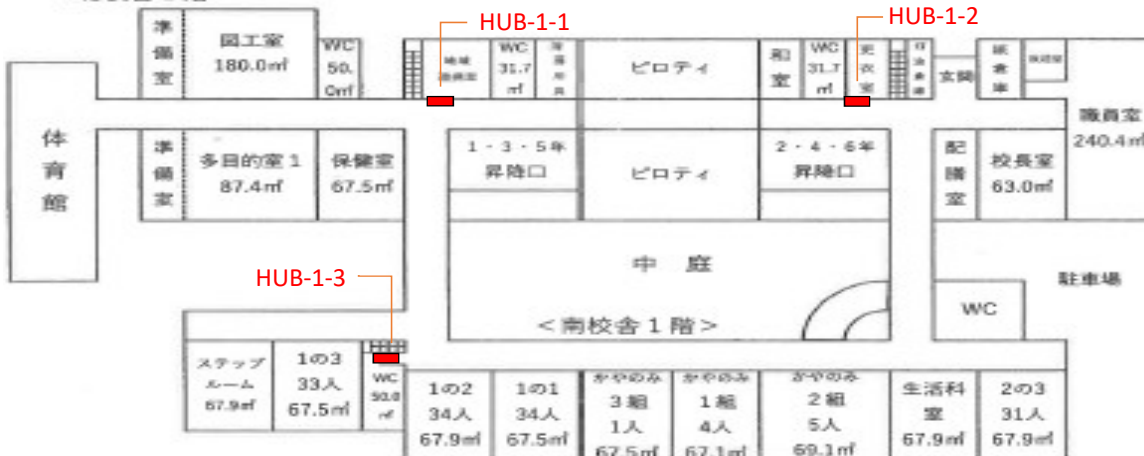 HUB-1-1
HUB-1-2
準備室
図工室
180.0㎡
WC
50.
0㎡
WC
31.7
㎡
ピロティ
和室
WC
31.7
㎡
更衣室
玄関
職員室
240.4㎡
体育館
準備室
多目的室1
87.4㎡
保健室
67.5㎡
1・3・5年
昇降口
ピロティ
2・4・6年
昇降口
配膳室
校長室
63.0㎡
中庭
駐車場
HUB-1-3
WC
<南校舎1階>
ステップ
ルーム
67.9㎡
1の3
33人
67.5㎡
WC
50.0
㎡
1の2
34人
67.9㎡
1の1
34人
67.5㎡
かやのみ
3組
1人
67.5㎡
かやのみ
1組
4人
67.1㎡
かやのみ
2組
5人
69.1㎡
生活科
室
67.9㎡
2の3
31人
67.9㎡